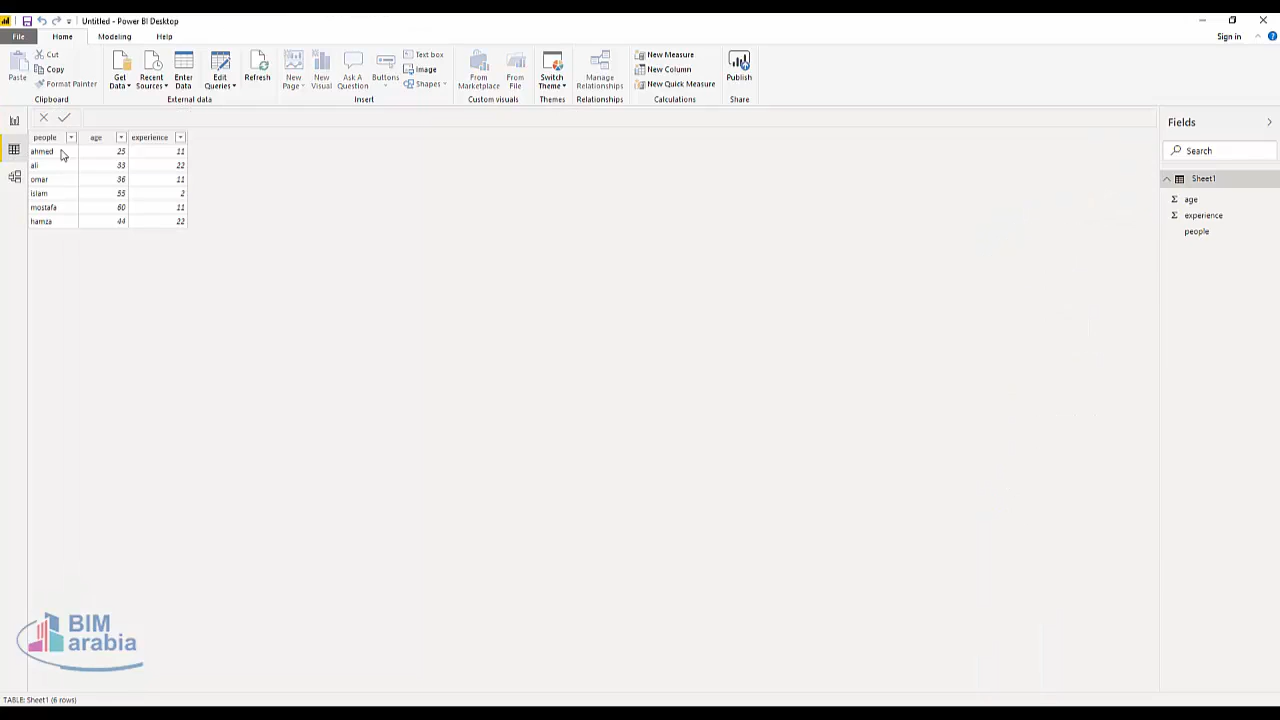 Untitled - Power BI Desktop
Sign in
File Home Modeling Help
Paste
Cut
Copy
Format Painter
Clipboard
Get Data
Recent Sources
Enter Data
Edit Queries
External data
Refresh
New Page
New Visual
Ask A Question
Buttons
Text box
Image
Shapes
Insert
From Marketplace
From File
Custom visuals
Switch Theme
Themes
Manage Relationships
Relationships
New Measure
New Column
New Quick Measure
Calculations
Publish
Share
people age experience
ahmed 25 11
ali 33 22
omar 36 11
islam 55 2
mostafa 60 11
hamza 44 22
Fields
Search
Sheet1
age
experience
people
BIM
arabia
TABLE: Sheet1 (6 rows)